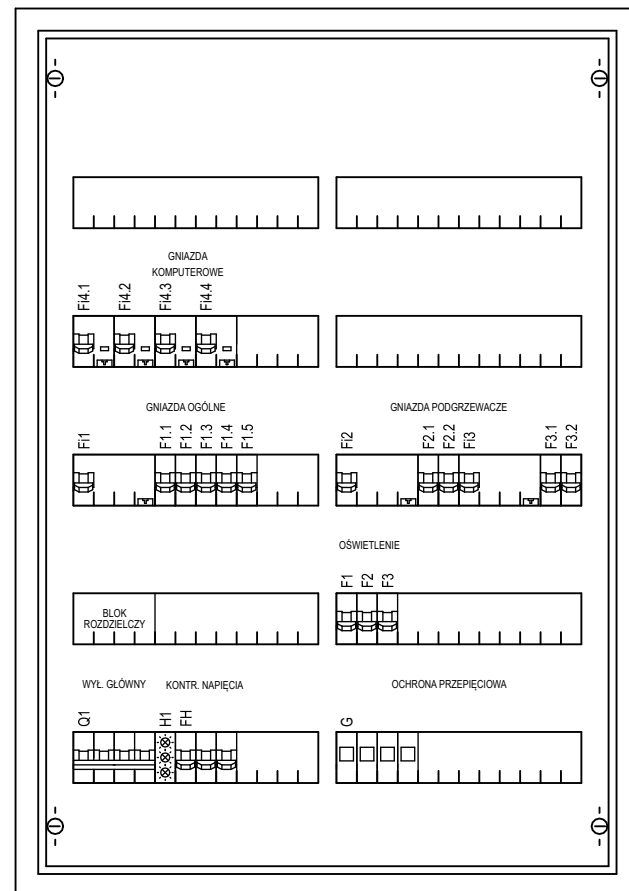 GNIAZDA
KOMPUTEROWE
Fi4.1 Fi4.2 Fi4.3 Fi4.4
GNIAZDA OGÓLNE
GNIAZDA PODGRZEWACZE
Fi1 F1.1 F1.2 F1.3 F1.4 F1.5
Fi2 F2.1 F2.2 Fi3 F3.1 F3.2
OŚWIETLENIE
F1 F2 F3
BLOK
ROZDZIELCZY
WYŁ. GŁÓWNY
KONTR. NAPIĘCIA
OCHRONA PRZEPIĘCIOWA
Q1 H1 FH
G